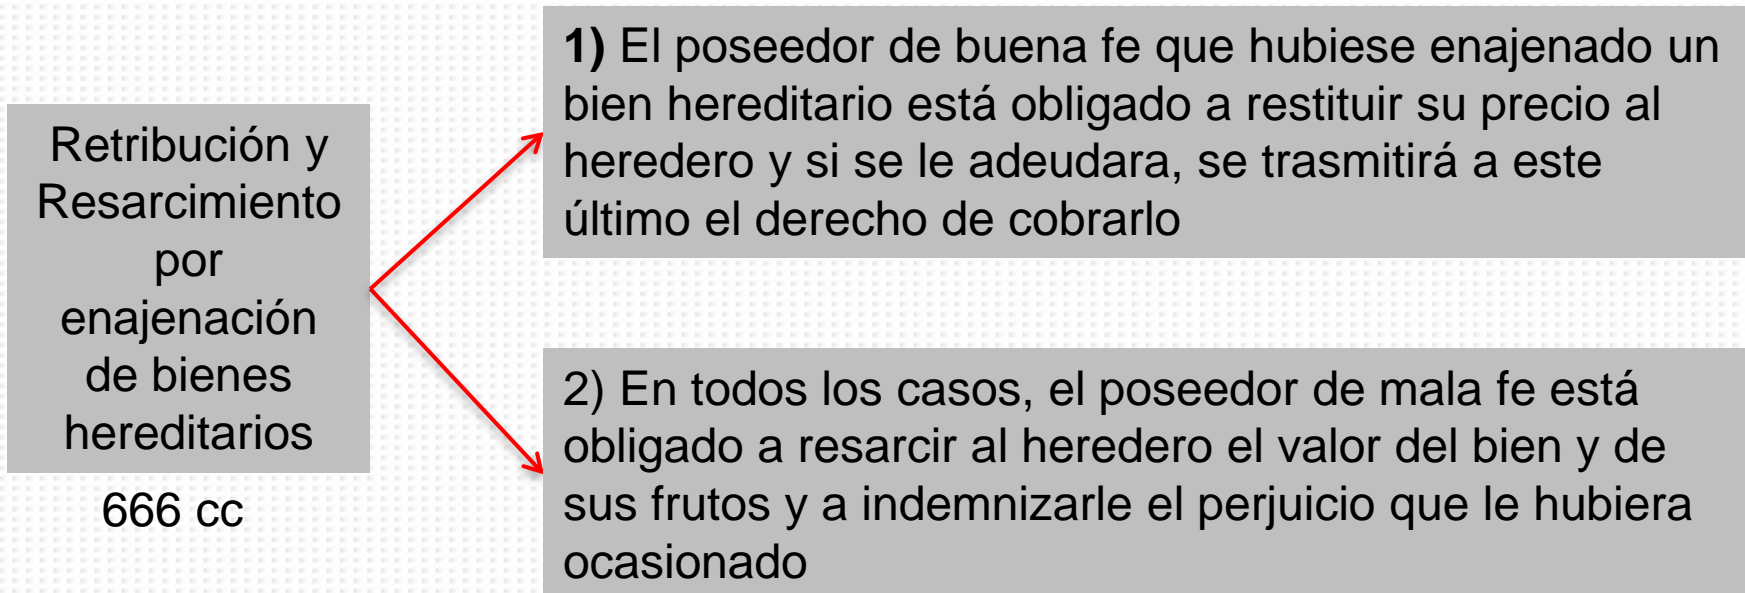 Retribución y
Resarcimiento
por
enajenación
de bienes
hereditarios
666 cc
1) El poseedor de buena fe que hubiese enajenado un
bien hereditario está obligado a restituir su precio al
heredero y si se le adeudara, se trasmitirá a este
último el derecho de cobrarlo
2) En todos los casos, el poseedor de mala fe está
obligado a resarcir al heredero el valor del bien y de
sus frutos y a indemnizarle el perjuicio que le hubiera
ocasionado